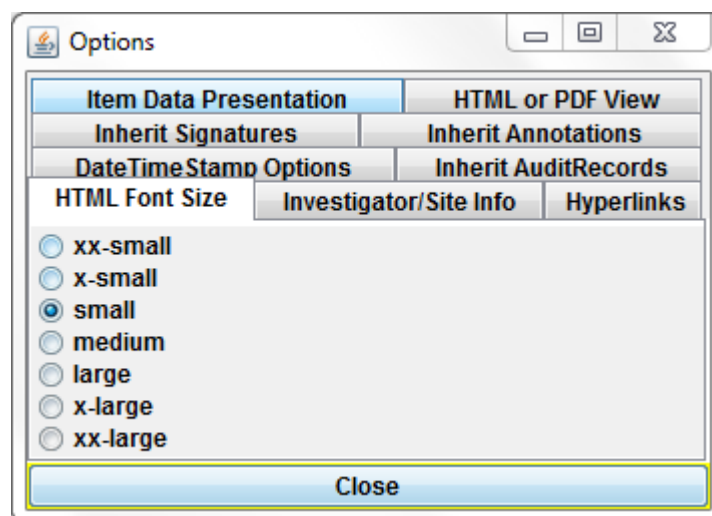 Options
Item Data Presentation HTML or PDF View
Inherit Signatures Inherit Annotations
DateTimeStamp Options Inherit AuditRecords
HTML Font Size Investigator/Site Info Hyperlinks
xx-small
x-small
small
medium
large
x-large
xx-large
Close